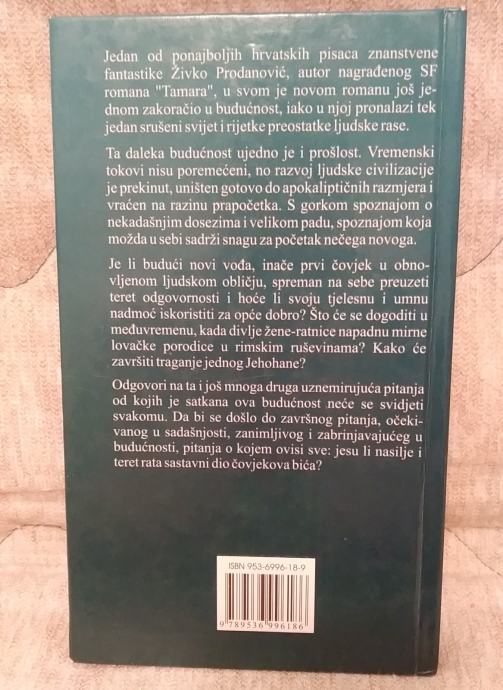 Jedan od ponajboljih hrvatskih pisaca znanstvene
fantastike Živko Prodanović, autor nagrađenog SF
romana "Tamara", u svom je novom romanu još je-
dnom zakoračio u budućnost, iako u njoj pronalazi tek
jedan srušeni svijet i rijetke preostatke ljudske rase.
Ta daleka budućnost ujedno je i prošlost. Vremenski
tokovi nisu poremećeni, no razvoj ljudske civilizacije
je prekinut, uništen gotovo do apokaliptičnih razmjera i
vraćen na razinu prapočetka. S gorkom spoznajom o
nekadašnjim dosezima i velikom padu, spoznajom koja
možda u sebi sadrži snagu za početak nečega novoga.
Je li budući novi vođa, inače prvi čovjek u obno-
vljenom ljudskom obličju, spreman na sebe preuzeti
teret odgovornosti i hoće li svoju tjelesnu i umnu
nadmoć iskoristiti za opće dobro? Što će se dogoditi u
međuvremenu, kada divlje žene-ratnice napadnu mirne
lovačke porodice u rimskim ruševinama? Kako će
završiti traganje jednog Jehohane?
Odgovori na ta i još mnoga druga uznemirujuća pitanja
od kojih je satkana ova budućnost neće se svidjeti
svakomu. Da bi se došlo do završnog pitanja, očeki-
vanog u sadašnjosti, zanimljivog i zabrinjavajućeg u
budućnosti, pitanja o kojem ovisi sve: jesu li nasilje i
teret rata sastavni dio čovjekova bića?
ISBN 953-6996-18-9
9 789536 996186